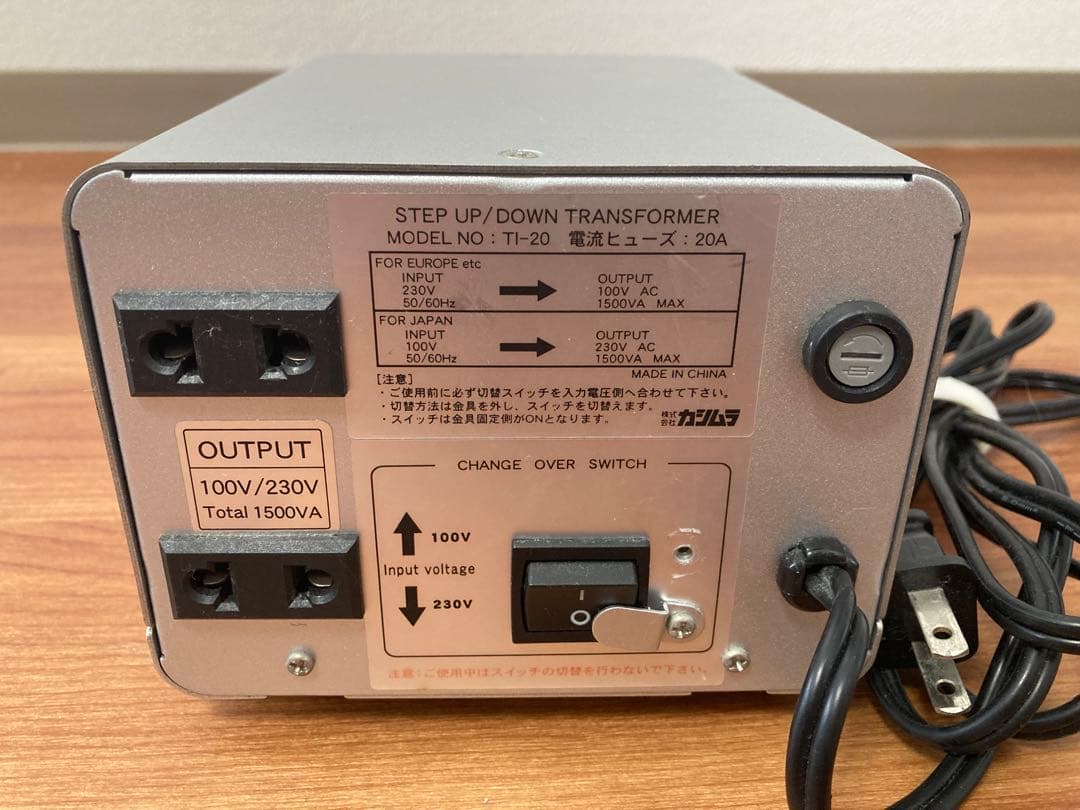 STEP UP/DOWN TRANSFORMER
MODEL NO：TI-20 電流ヒューズ：20A
FOR EUROPE etc
INPUT
230V
50/60Hz
OUTPUT
100V AC
1500VA MAX
FOR JAPAN
INPUT
100V
50/60Hz
OUTPUT
230V AC
1500VA MAX
MADE IN CHINA
[注意]
・ご使用前に必ず切替スイッチを入力電圧側へ合わせて下さい。
・切替方法は金具を外し、スイッチを切替えます。
・スイッチは金具固定側がONとなります。
株式会社 カシムラ
OUTPUT
100V/230V
Total 1500VA
CHANGE OVER SWITCH
100V
Input voltage
230V
I
O
注意：ご使用中はスイッチの切替を行わないで下さい。